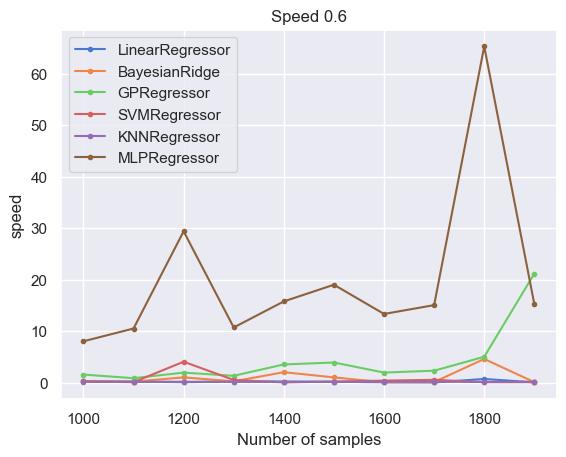 Speed 0.6
LinearRegressor
BayesianRidge
GPRegressor
SVMRegressor
KNNRegressor
MLPRegressor
60
50
40
30
20
10
0
speed
1000 1200 1400 1600 1800
Number of samples